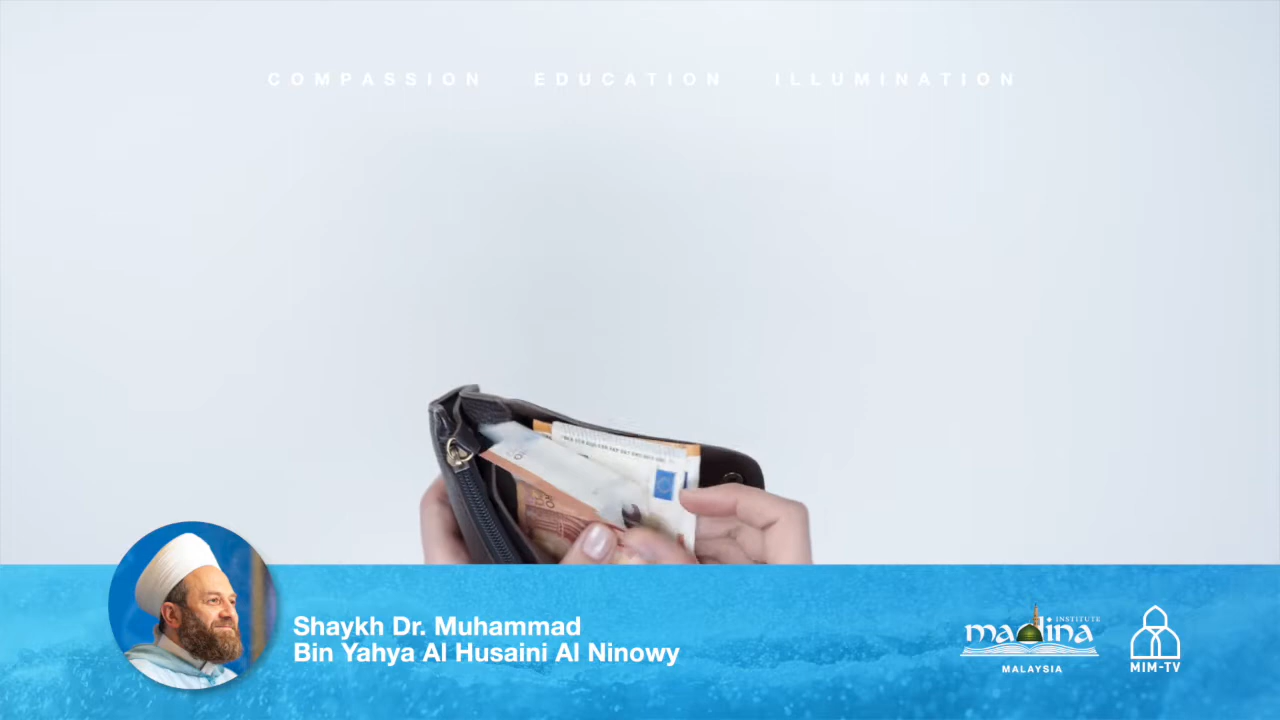 COMPASSION EDUCATION ILLUMINATION
Shaykh Dr. Muhammad
Bin Yahya Al Husaini Al Ninowy
madina INSTITUTE
MALAYSIA
MIM-TV